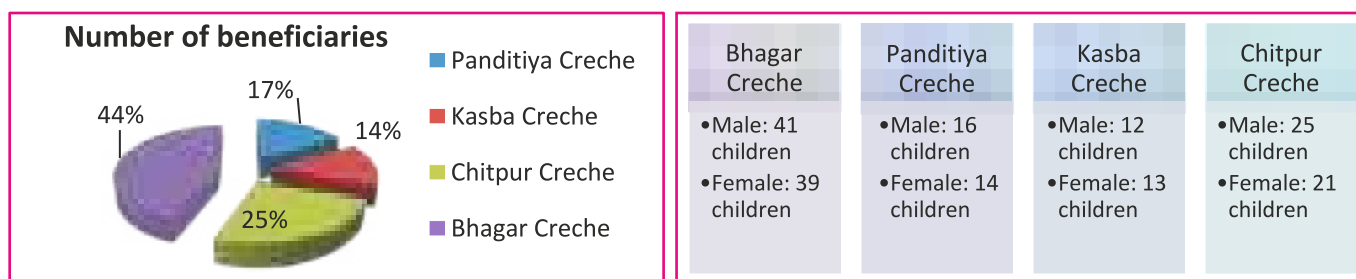 Number of beneficiaries
17%
44%
14%
25%
Panditiya Creche
Kasba Creche
Chitpur Creche
Bhagar Creche
Bhagar
Creche
•Male: 41
children
•Female: 39
children
Panditiya
Creche
•Male: 16
children
•Female: 14
children
Kasba
Creche
•Male: 12
children
•Female: 13
children
Chitpur
Creche
•Male: 25
children
•Female: 21
children